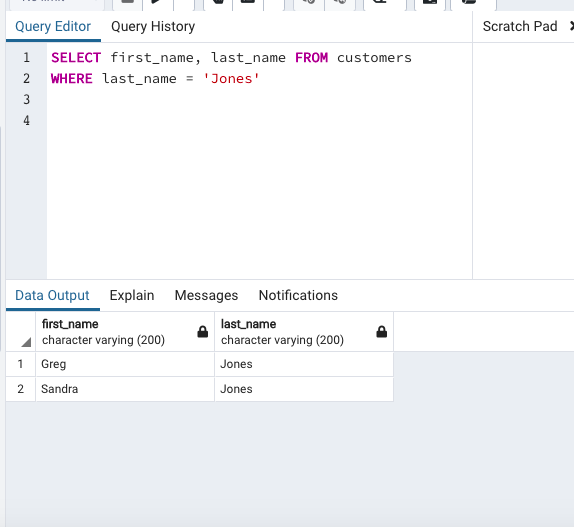 Query Editor Query History Scratch Pad
1 SELECT first_name, last_name FROM customers
2 WHERE last_name = 'Jones'
3
4
Data Output Explain Messages Notifications
first_name last_name
character varying (200) character varying (200)
1 Greg Jones
2 Sandra Jones